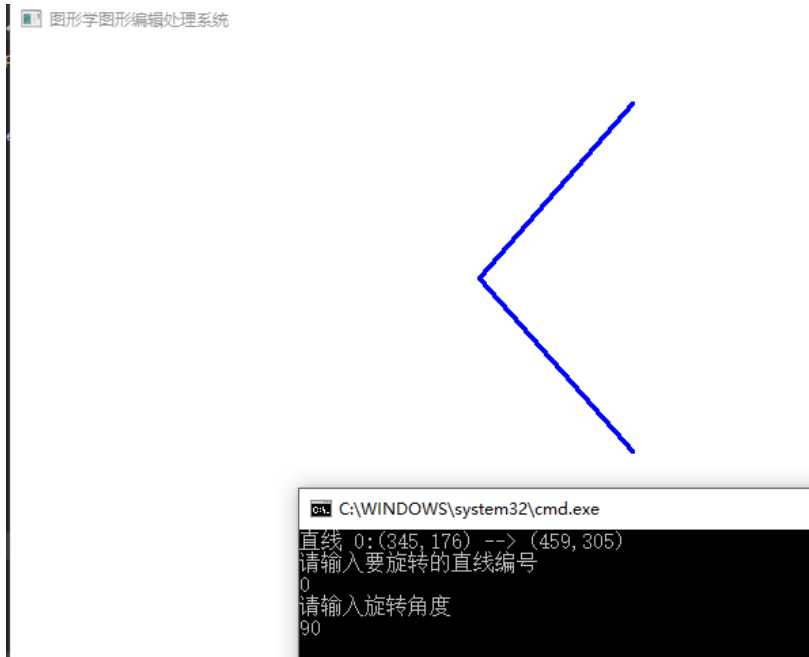 图形学图形编辑处理系统
C:\WINDOWS\system32\cmd.exe
直线 0:(345,176) --> (459,305)
请输入要旋转的直线编号
0
请输入旋转角度
90